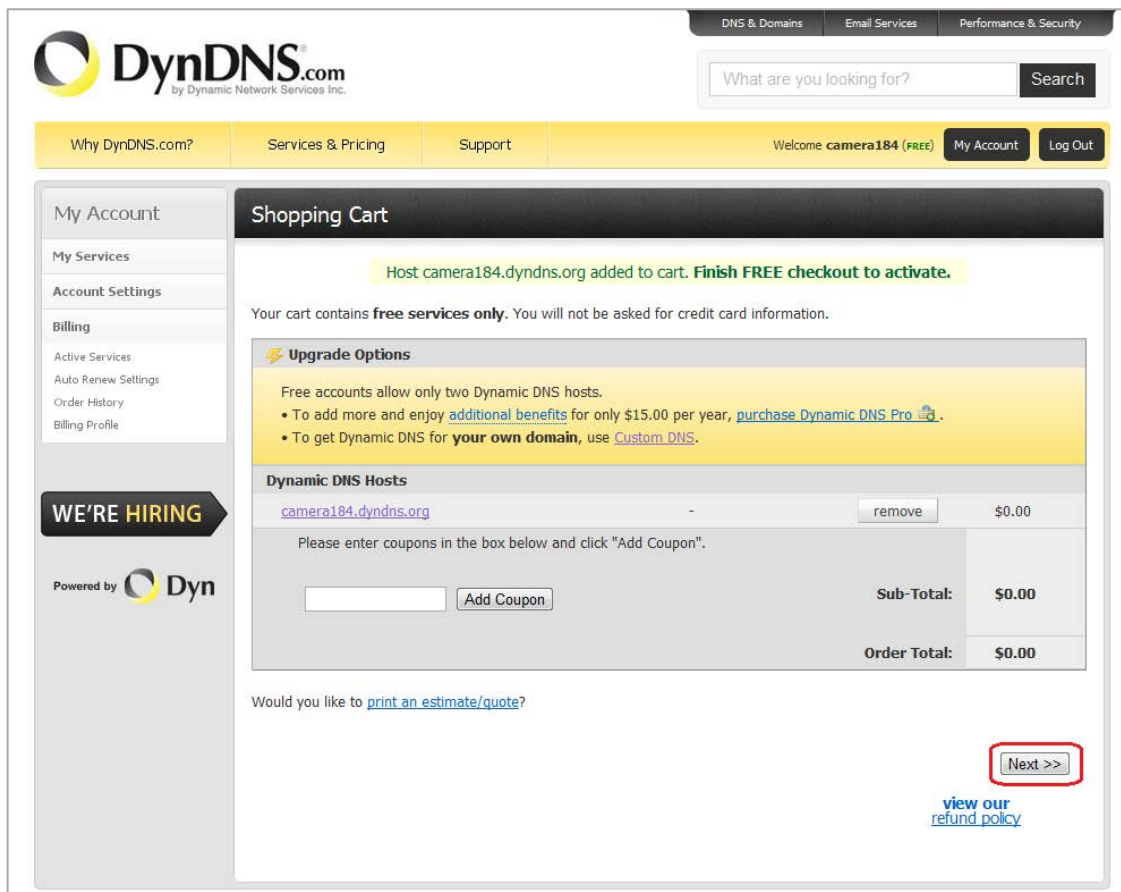 DNS & Domains Email Services Performance & Security
DynDNS.com
by Dynamic Network Services Inc.
What are you looking for? Search
Why DynDNS.com? Services & Pricing Support Welcome camera184 (FREE) My Account Log Out
My Account
My Services
Account Settings
Billing
Active Services
Auto Renew Settings
Order History
Billing Profile
WE'RE HIRING
Powered by Dyn
Shopping Cart
Host camera184.dyndns.org added to cart. Finish FREE checkout to activate.
Your cart contains free services only. You will not be asked for credit card information.
Upgrade Options
Free accounts allow only two Dynamic DNS hosts.
• To add more and enjoy additional benefits for only $15.00 per year, purchase Dynamic DNS Pro .
• To get Dynamic DNS for your own domain, use Custom DNS.
Dynamic DNS Hosts
camera184.dyndns.org - remove $0.00
Please enter coupons in the box below and click "Add Coupon".
Add Coupon
Sub-Total: $0.00
Order Total: $0.00
Would you like to print an estimate/quote?
Next >>
view our
refund policy